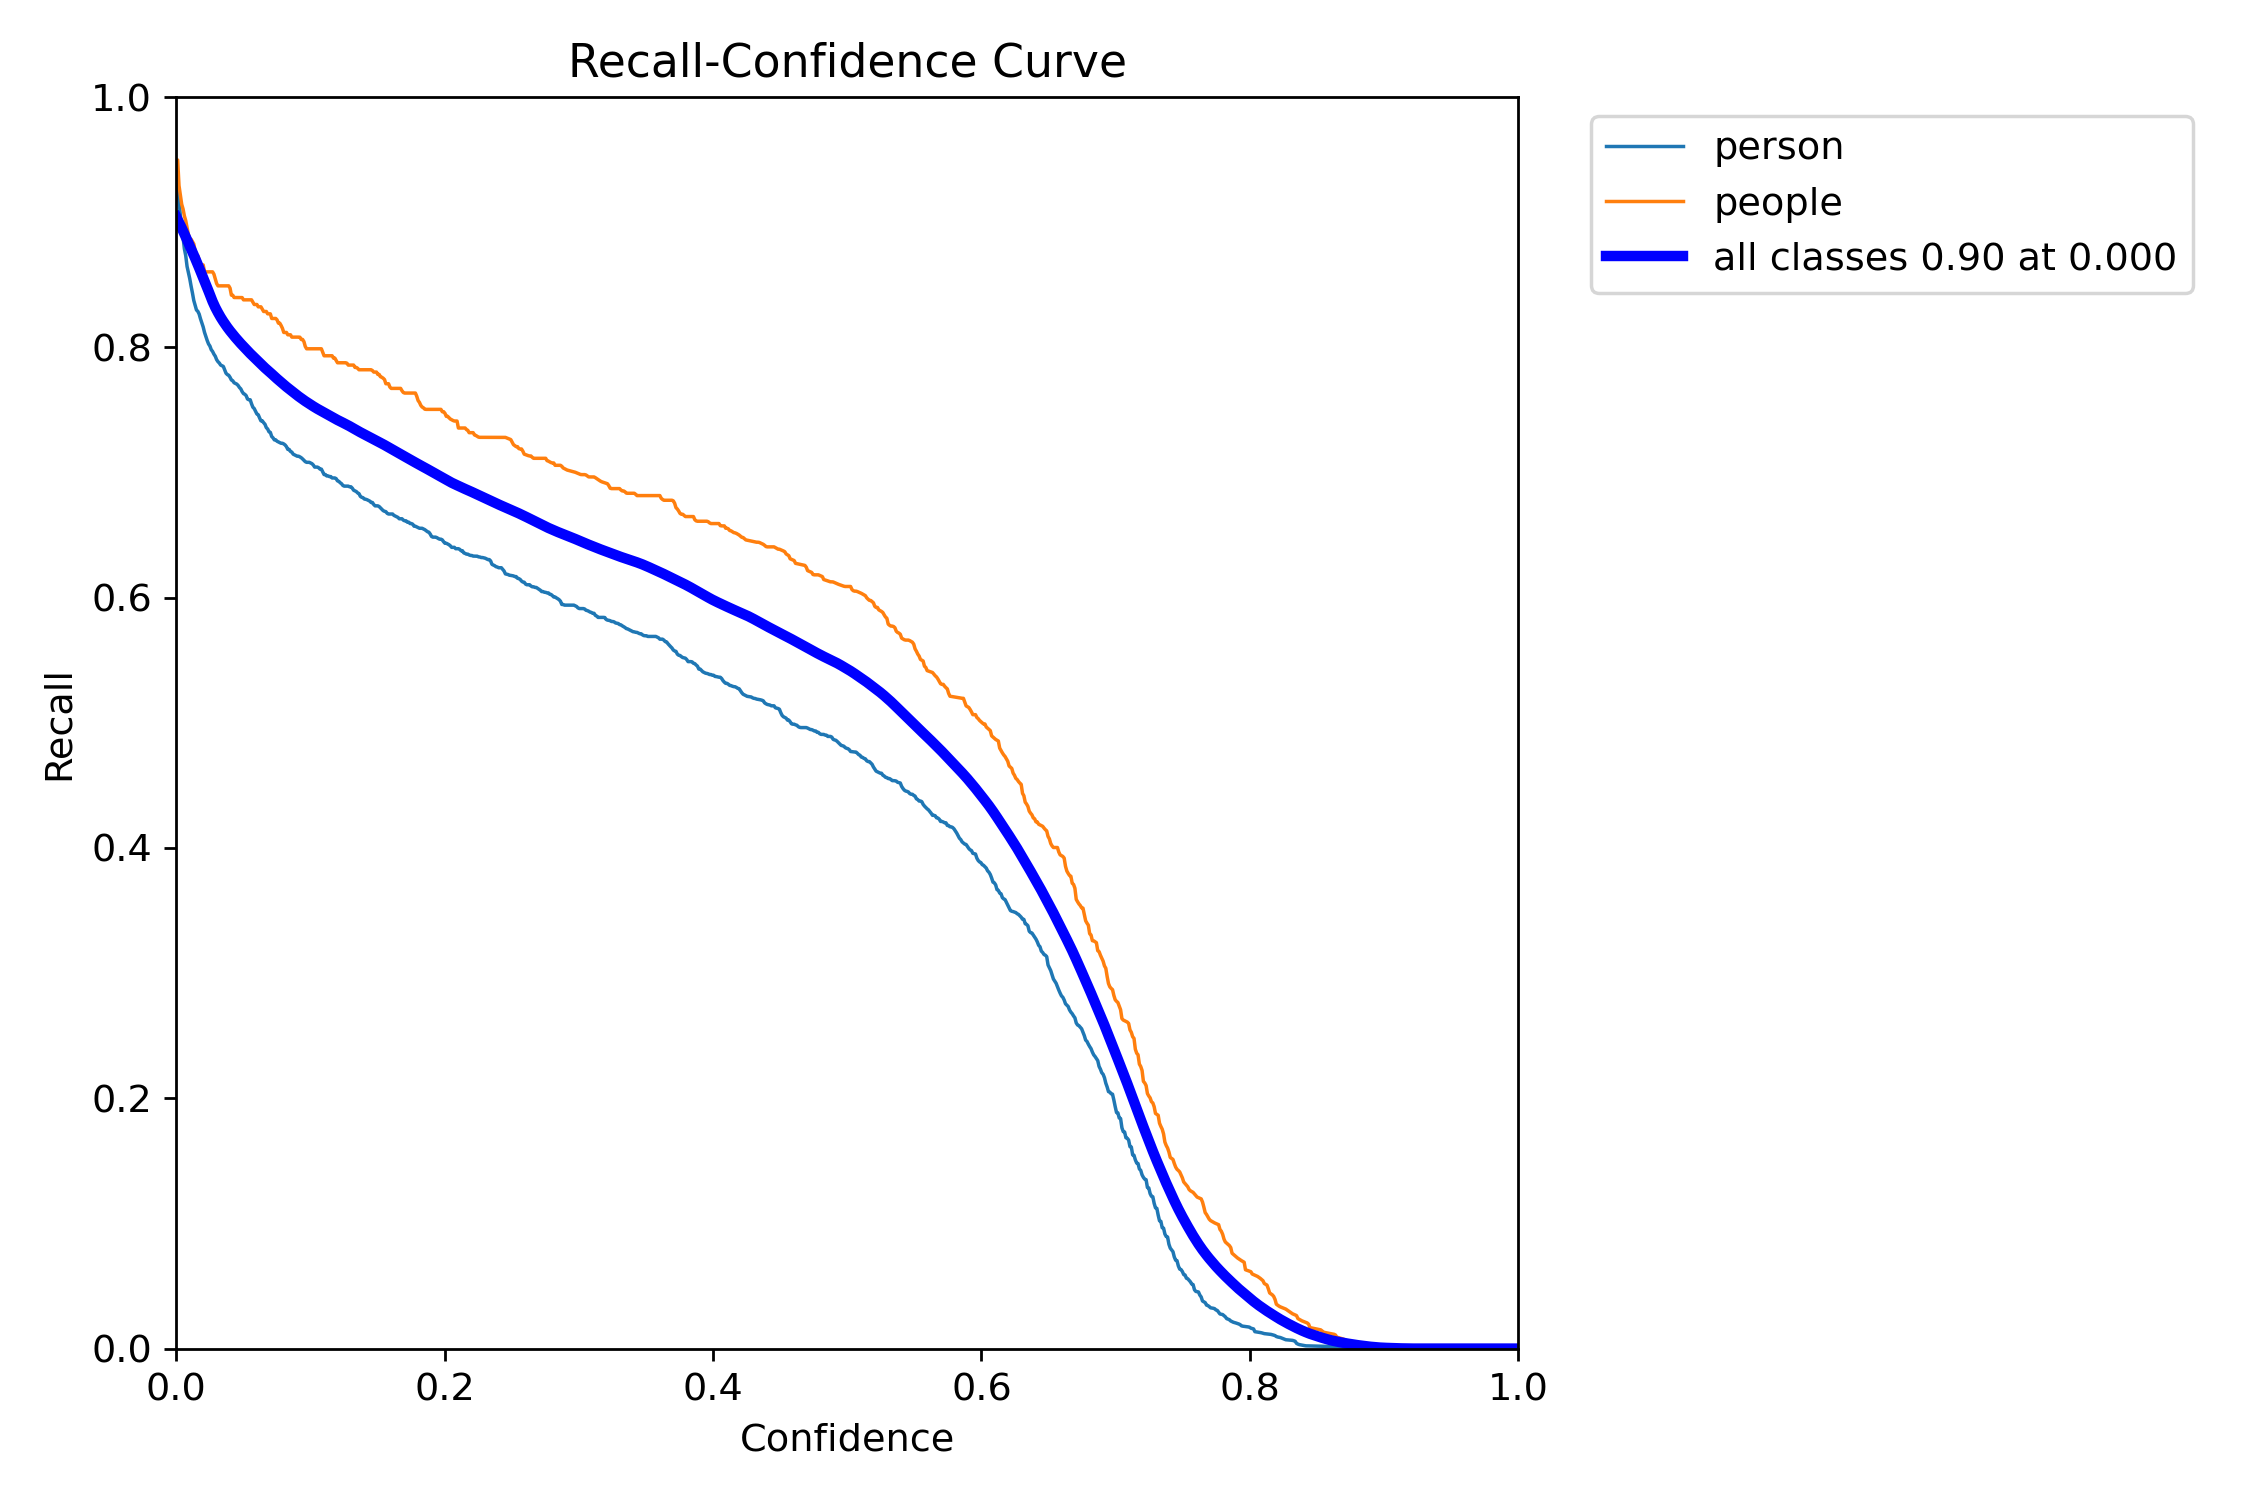 Recall-Confidence Curve
person
people
all classes 0.90 at 0.000
1.0
0.8
0.6
0.4
0.2
0.0
Recall
0.0 0.2 0.4 0.6 0.8 1.0
Confidence